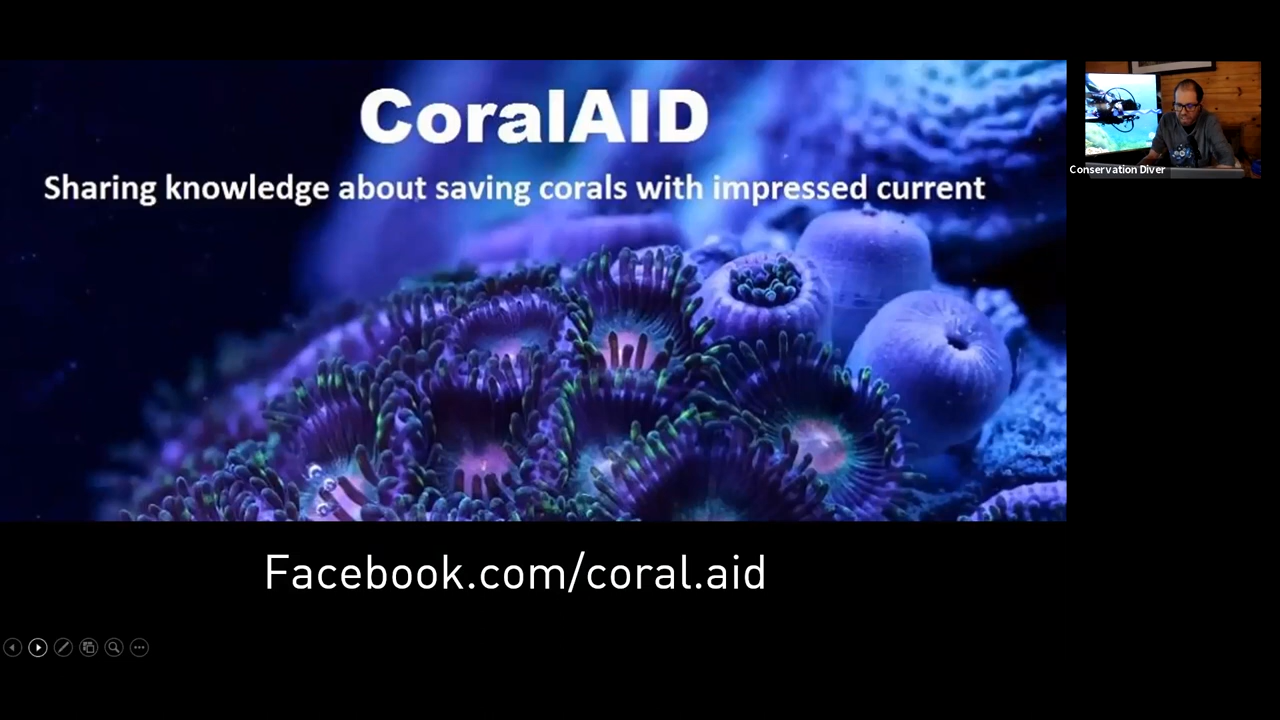 CoralAID
Sharing knowledge about saving corals with impressed current
Conservation Diver
Facebook.com/coral.aid